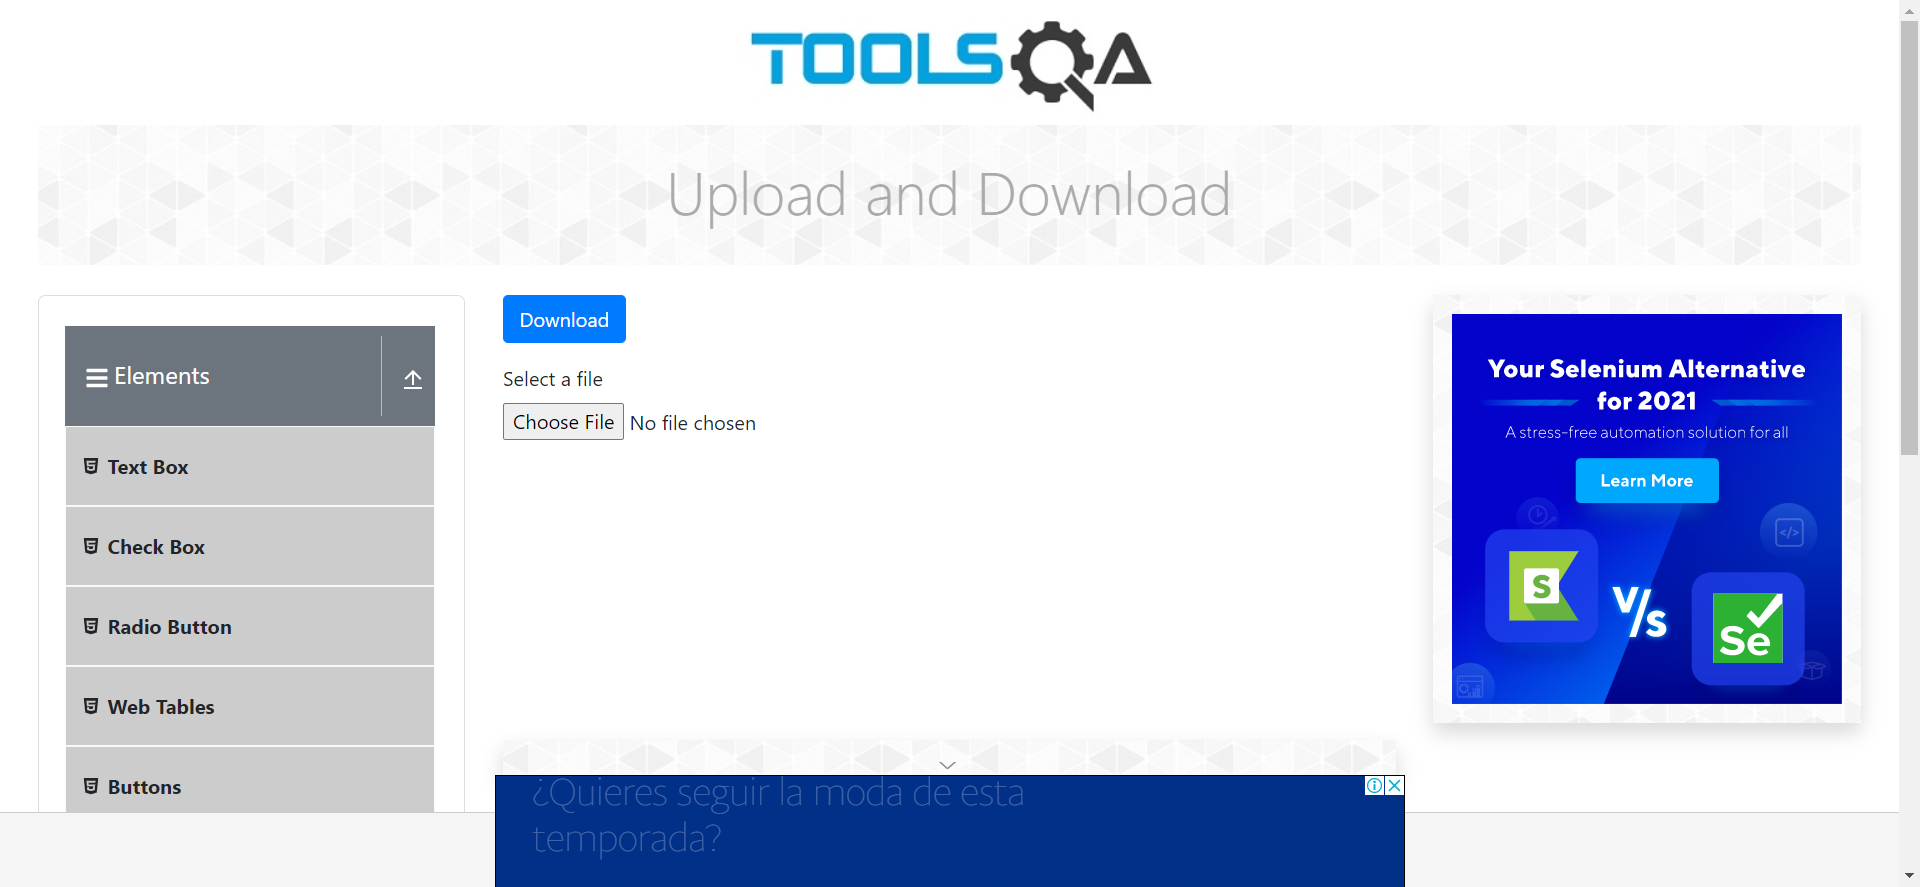 TOOLSQA
Upload and Download
Elements
Text Box
Check Box
Radio Button
Web Tables
Buttons
Download
Select a file
Choose File No file chosen
Your Selenium Alternative
for 2021
A stress-free automation solution for all
Learn More
S
V/s
Se
¿Quieres seguir la moda de esta
temporada?